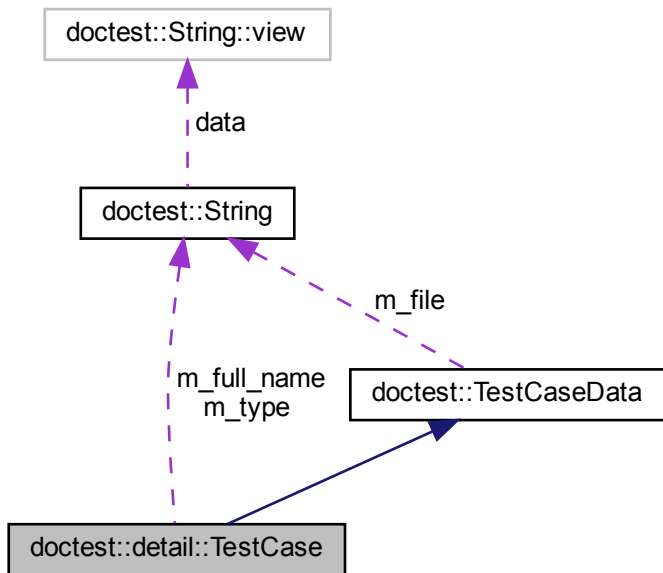 doctest::String::view
data
doctest::String
m_file
m_full_name
m_type
doctest::TestCaseData
doctest::detail::TestCase